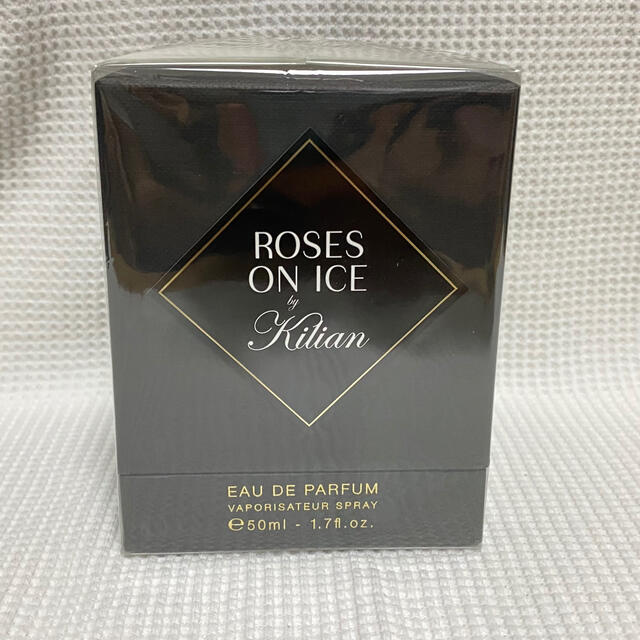 ROSES
ON ICE
by
Kilian
EAU DE PARFUM
VAPORISATEUR SPRAY
℮50ml - 1.7fl.oz.